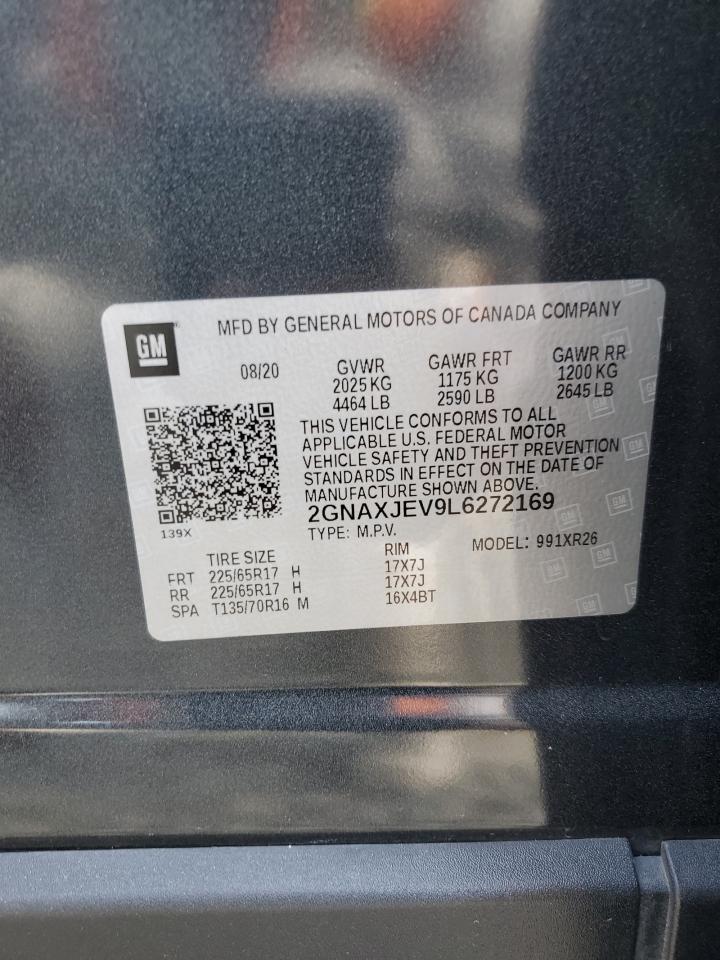 GM
MFD BY GENERAL MOTORS OF CANADA COMPANY
08/20
GVWR
2025 KG
4464 LB
GAWR FRT
1175 KG
2590 LB
GAWR RR
1200 KG
2645 LB
THIS VEHICLE CONFORMS TO ALL
APPLICABLE U.S. FEDERAL MOTOR
VEHICLE SAFETY AND THEFT PREVENTION
STANDARDS IN EFFECT ON THE DATE OF
MANUFACTURE SHOWN ABOVE.
2GNAXJEV9L6272169
139X
TYPE: M.P.V.
MODEL: 991XR26
TIRE SIZE RIM
FRT 225/65R17 H 17X7J
RR 225/65R17 H 17X7J
SPA T135/70R16 M 16X4BT